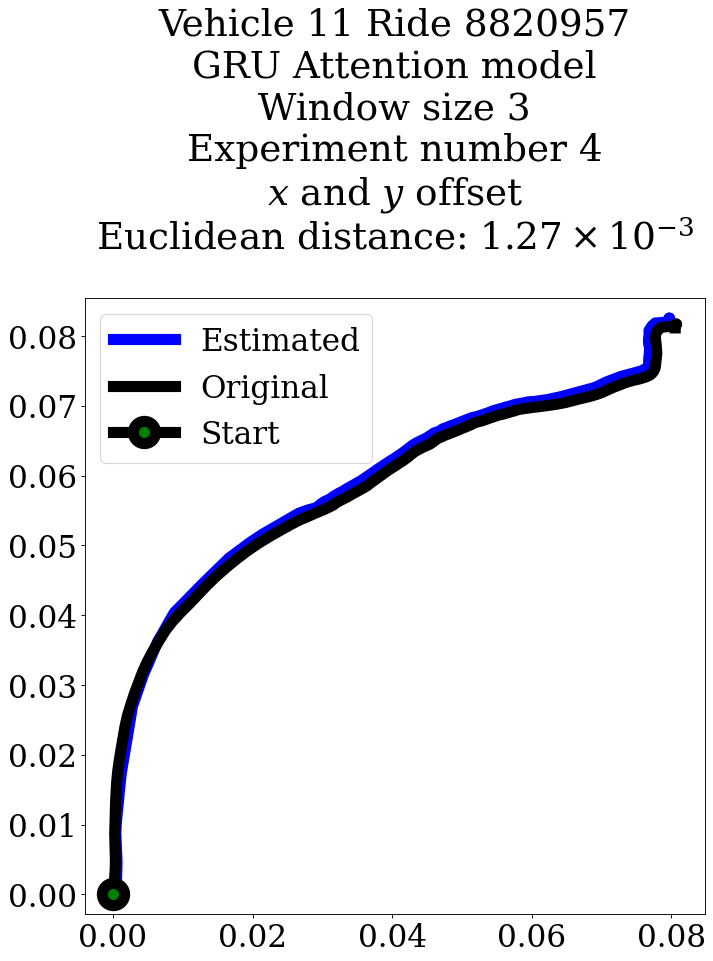 Vehicle 11 Ride 8820957
GRU Attention model
Window size 3
Experiment number 4
x and y offset
Euclidean distance: 1.27 × 10⁻³
Estimated
Original
Start
0.08
0.07
0.06
0.05
0.04
0.03
0.02
0.01
0.00
0.00 0.02 0.04 0.06 0.08